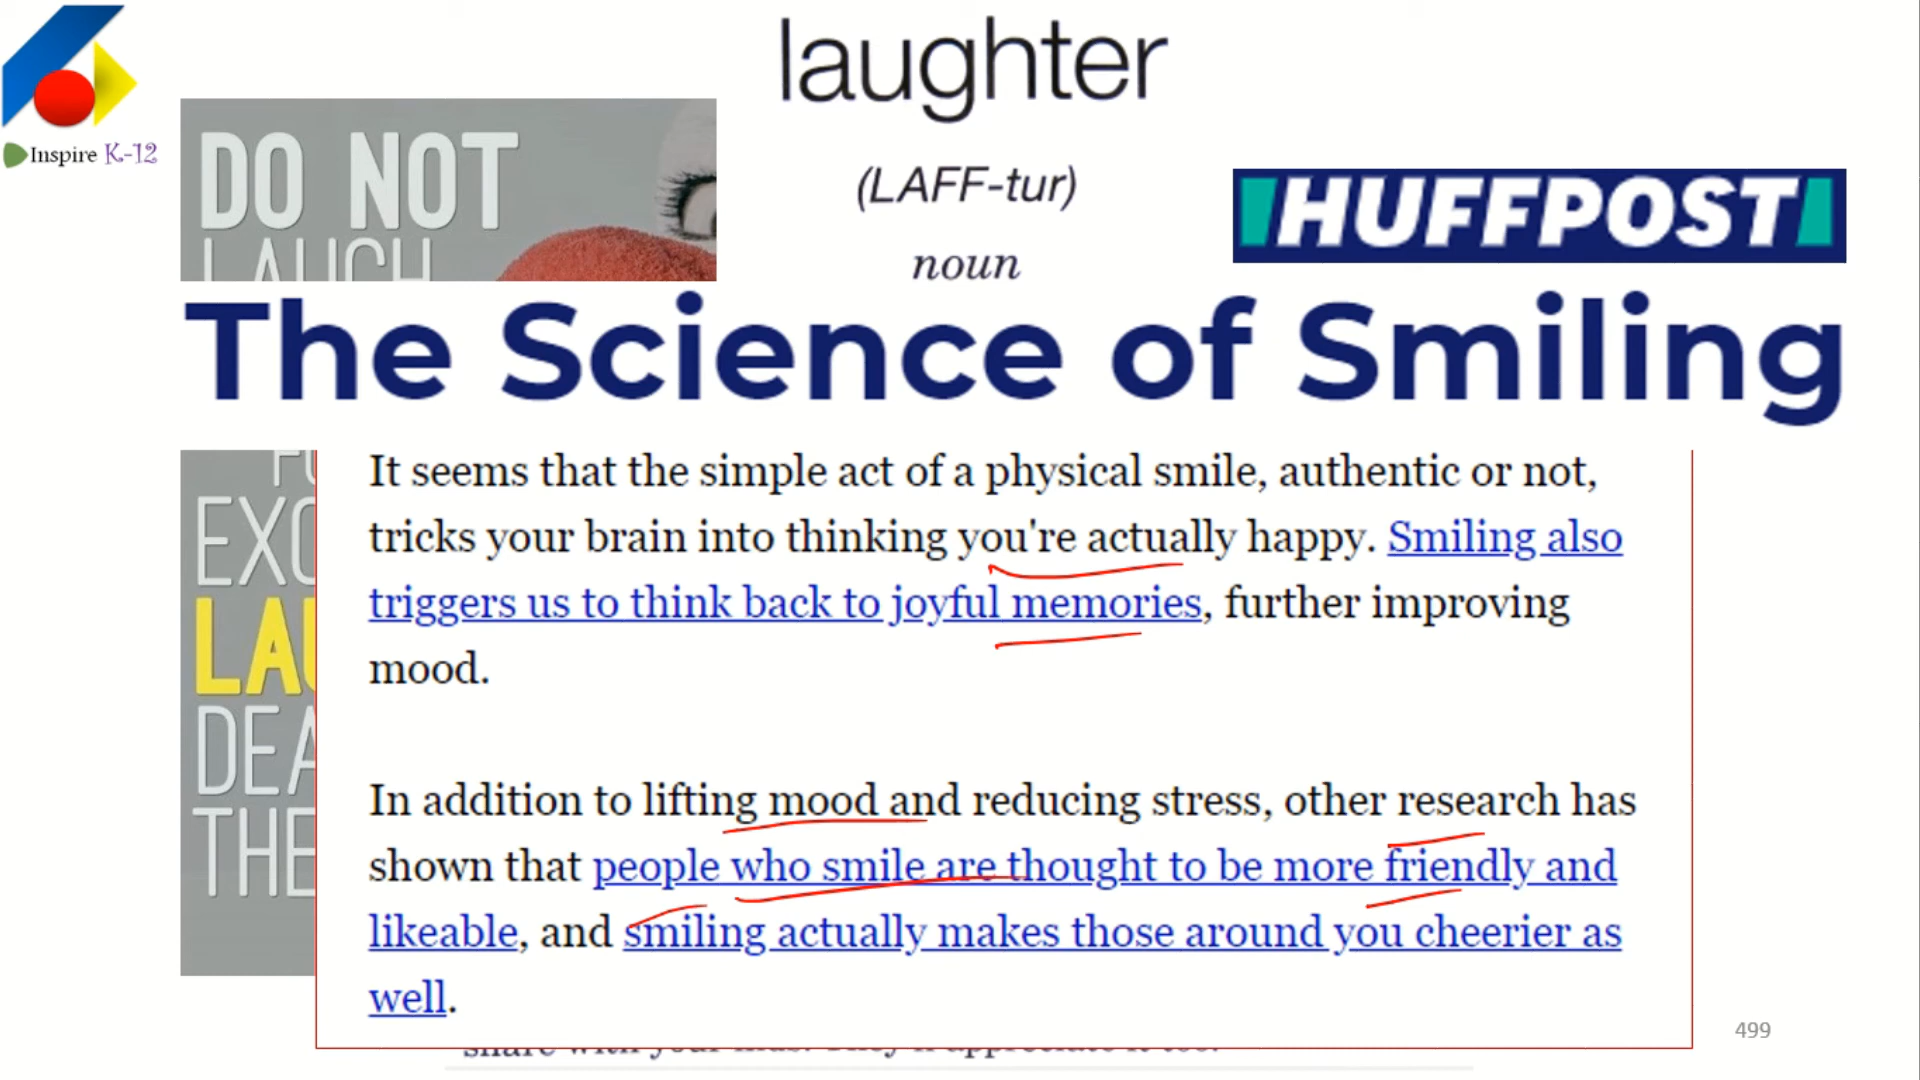 laughter
Inspire K-12
DO NOT
LAUGH
(LAFF-tur)
HUFFPOST
noun
The Science of Smiling
EXC
LAU
DEA
THE
It seems that the simple act of a physical smile, authentic or not,
tricks your brain into thinking you're actually happy. Smiling also
triggers us to think back to joyful memories, further improving
mood.
In addition to lifting mood and reducing stress, other research has
shown that people who smile are thought to be more friendly and
likeable, and smiling actually makes those around you cheerier as
well.
499